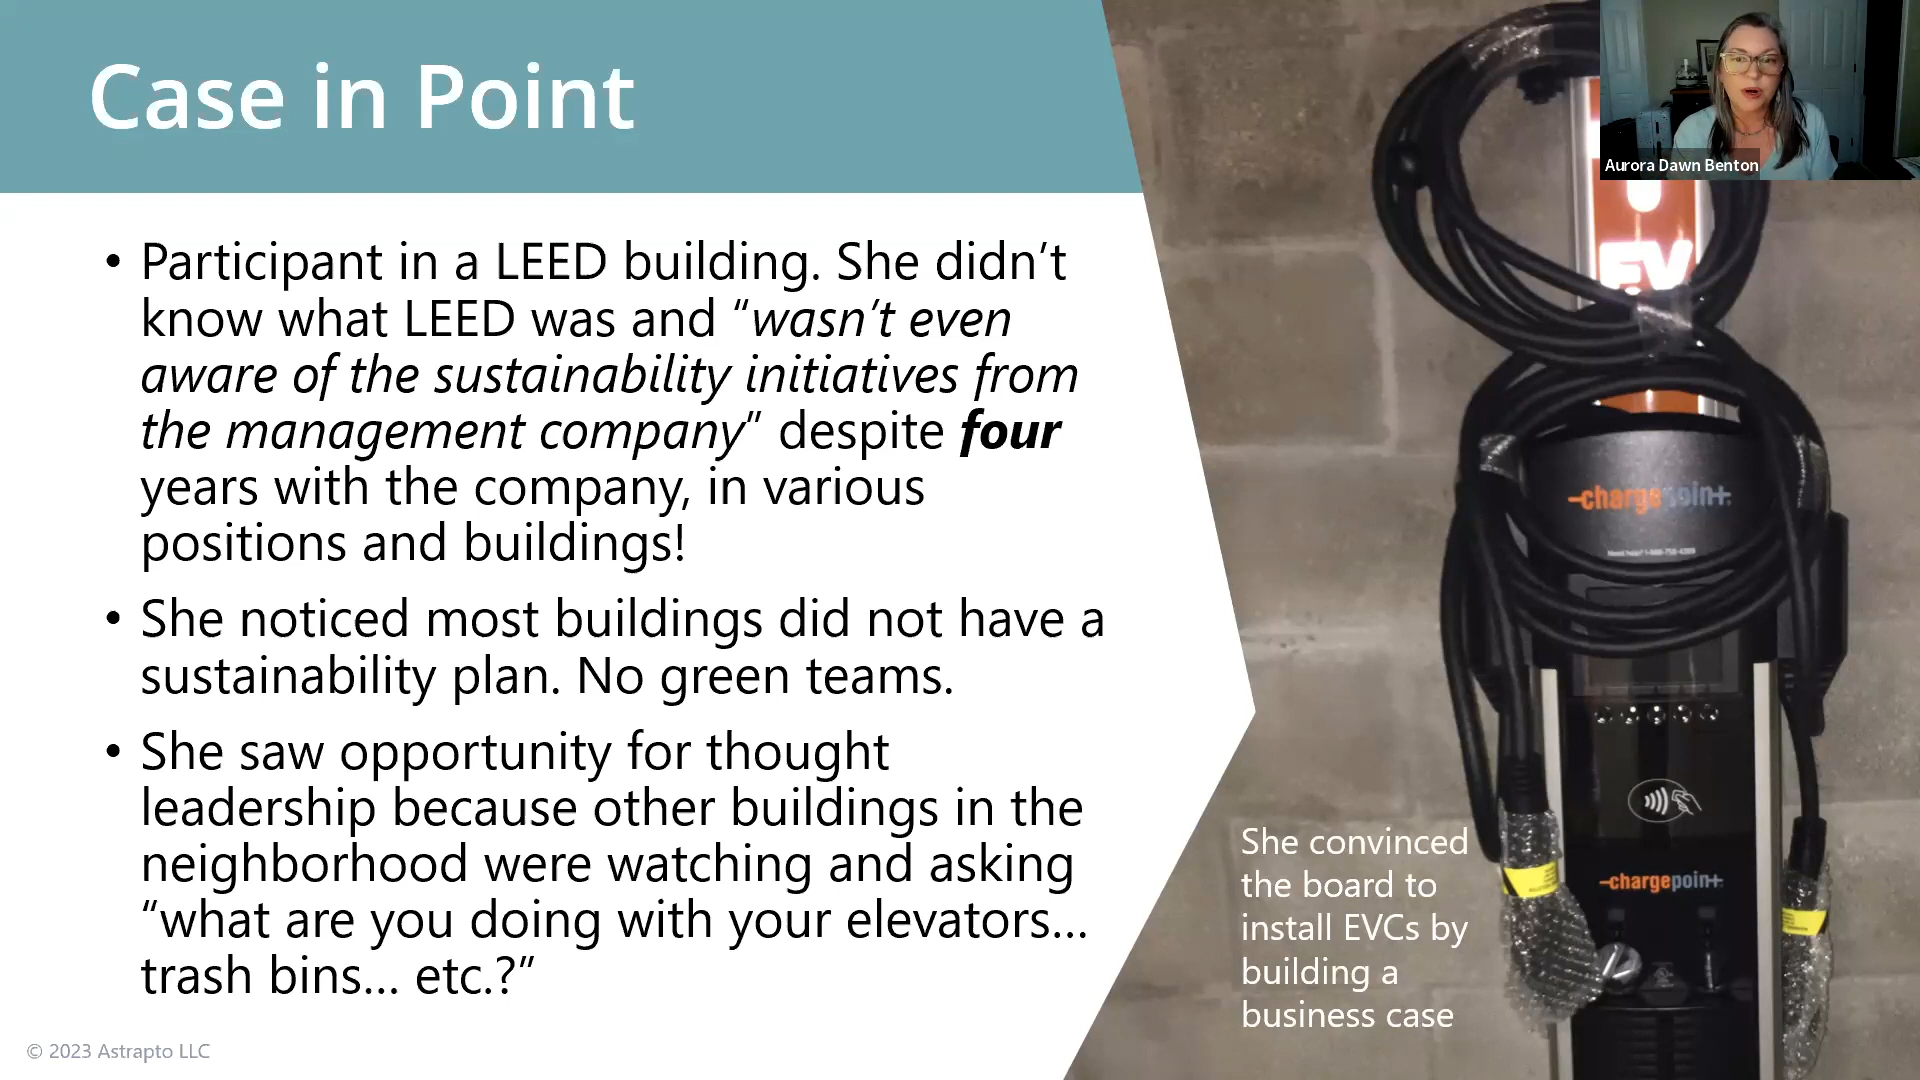 Case in Point
Aurora Dawn Benton
• Participant in a LEED building. She didn’t
know what LEED was and “wasn’t even
aware of the sustainability initiatives from
the management company” despite four
years with the company, in various
positions and buildings!
• She noticed most buildings did not have a
sustainability plan. No green teams.
• She saw opportunity for thought
leadership because other buildings in the
neighborhood were watching and asking
“what are you doing with your elevators…
trash bins… etc.?”
EV
-chargepoin+
Need help?
-chargepoin+
She convinced
the board to
install EVCs by
building a
business case
© 2023 Astrapto LLC